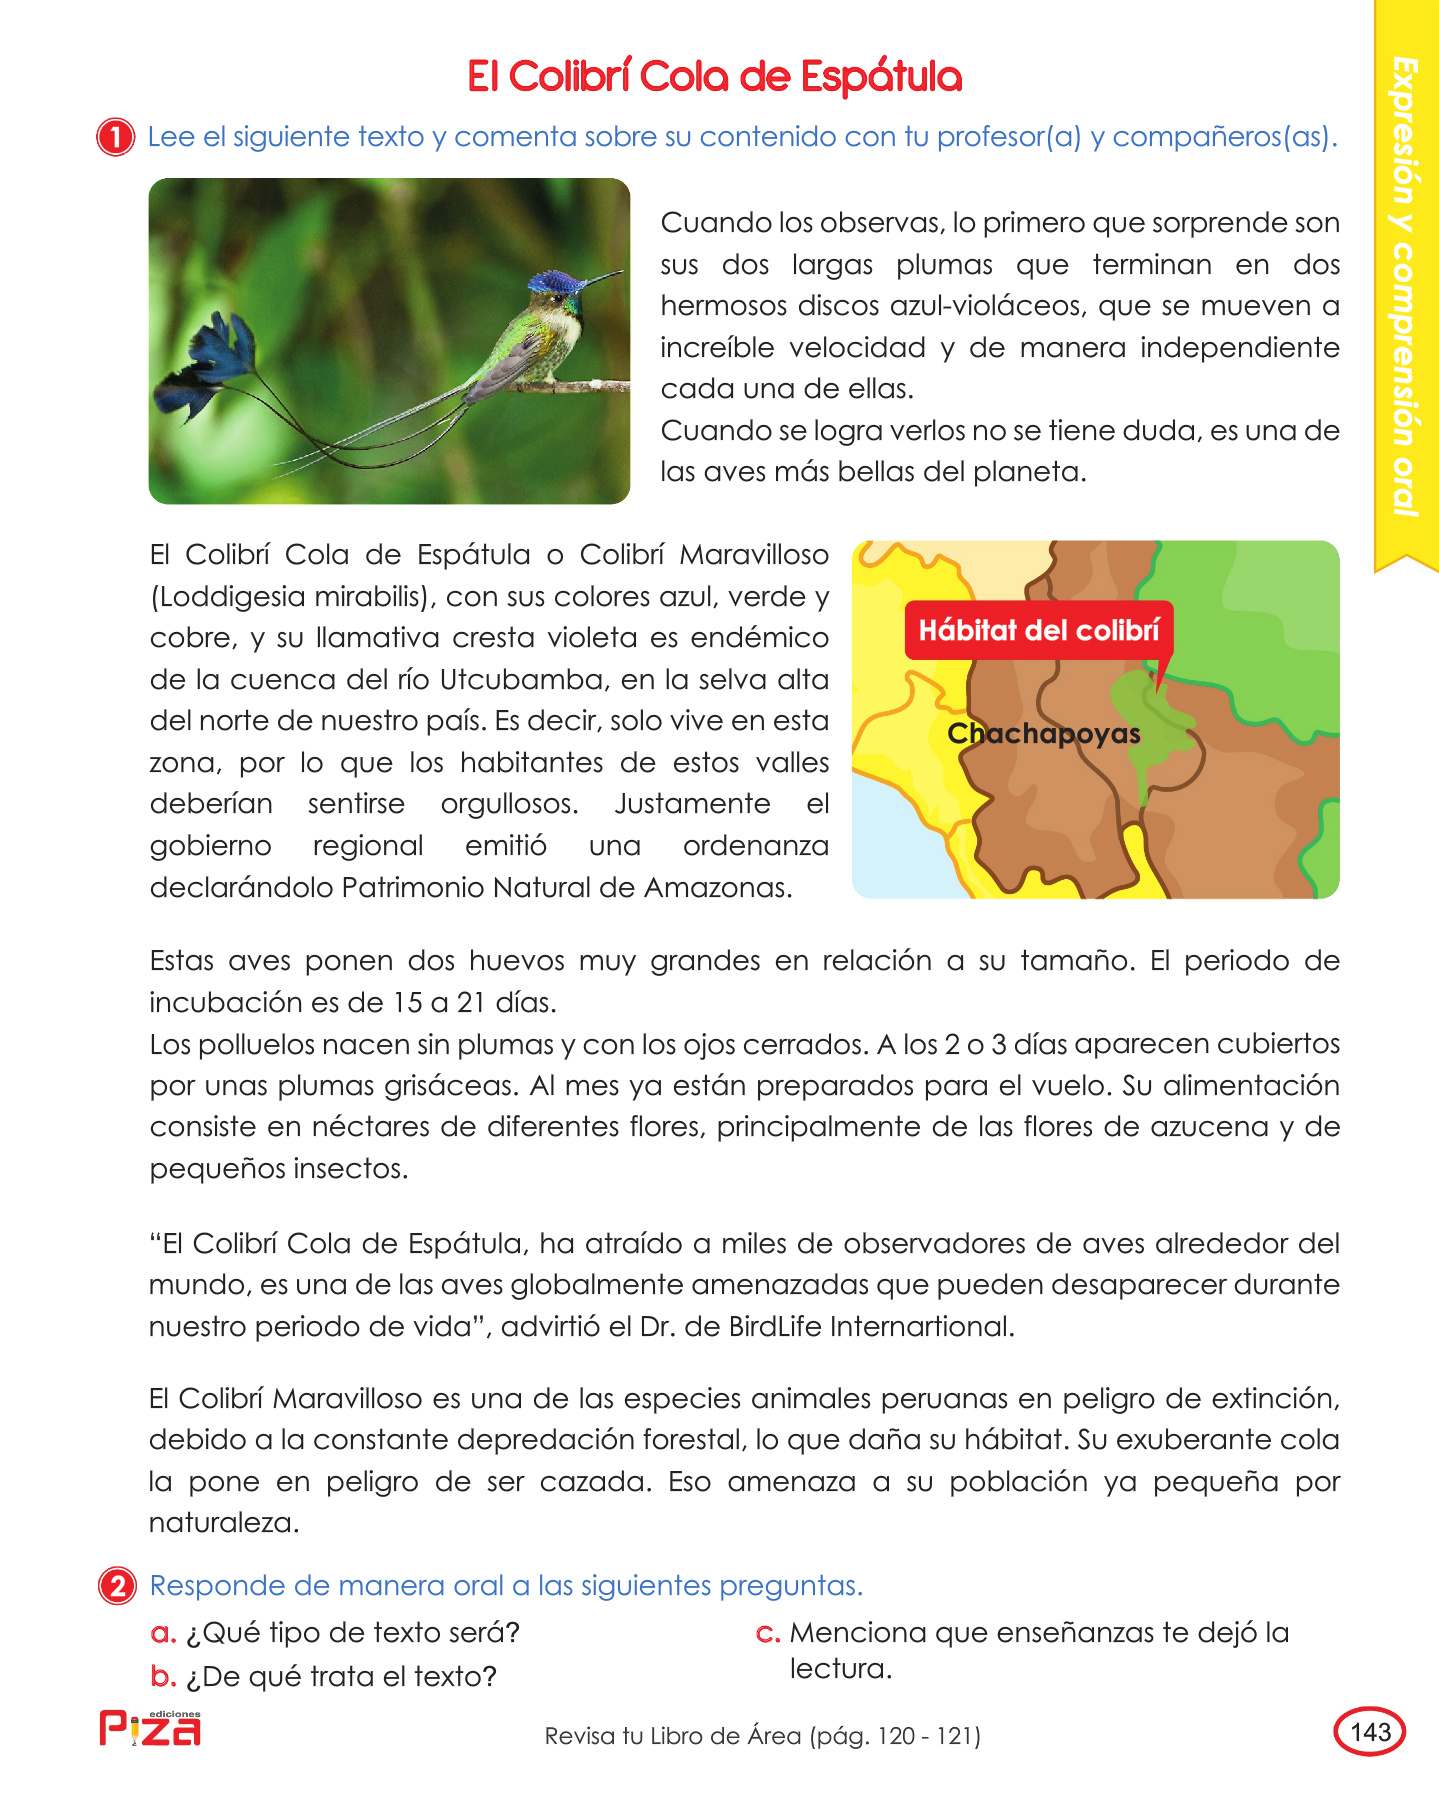 El Colibrí Cola de Espátula
1 Lee el siguiente texto y comenta sobre su contenido con tu profesor(a) y compañeros(as).
Cuando los observas, lo primero que sorprende son
sus dos largas plumas que terminan en dos
hermosos discos azul-violáceos, que se mueven a
increíble velocidad y de manera independiente
cada una de ellas.
Cuando se logra verlos no se tiene duda, es una de
las aves más bellas del planeta.
El Colibrí Cola de Espátula o Colibrí Maravilloso
(Loddigesia mirabilis), con sus colores azul, verde y
cobre, y su llamativa cresta violeta es endémico
de la cuenca del río Utcubamba, en la selva alta
del norte de nuestro país. Es decir, solo vive en esta
zona, por lo que los habitantes de estos valles
deberían sentirse orgullosos. Justamente el
gobierno regional emitió una ordenanza
declarándolo Patrimonio Natural de Amazonas.
Hábitat del colibrí
Chachapoyas
Estas aves ponen dos huevos muy grandes en relación a su tamaño. El periodo de
incubación es de 15 a 21 días.
Los polluelos nacen sin plumas y con los ojos cerrados. A los 2 o 3 días aparecen cubiertos
por unas plumas grisáceas. Al mes ya están preparados para el vuelo. Su alimentación
consiste en néctares de diferentes flores, principalmente de las flores de azucena y de
pequeños insectos.
“El Colibrí Cola de Espátula, ha atraído a miles de observadores de aves alrededor del
mundo, es una de las aves globalmente amenazadas que pueden desaparecer durante
nuestro periodo de vida”, advirtió el Dr. de BirdLife Internartional.
El Colibrí Maravilloso es una de las especies animales peruanas en peligro de extinción,
debido a la constante depredación forestal, lo que daña su hábitat. Su exuberante cola
la pone en peligro de ser cazada. Eso amenaza a su población ya pequeña por
naturaleza.
2 Responde de manera oral a las siguientes preguntas.
a. ¿Qué tipo de texto será?
b. ¿De qué trata el texto?
c. Menciona que enseñanzas te dejó la
lectura.
Expresión y comprensión oral
ediciones
Piza
Revisa tu Libro de Área (pág. 120 - 121)
143